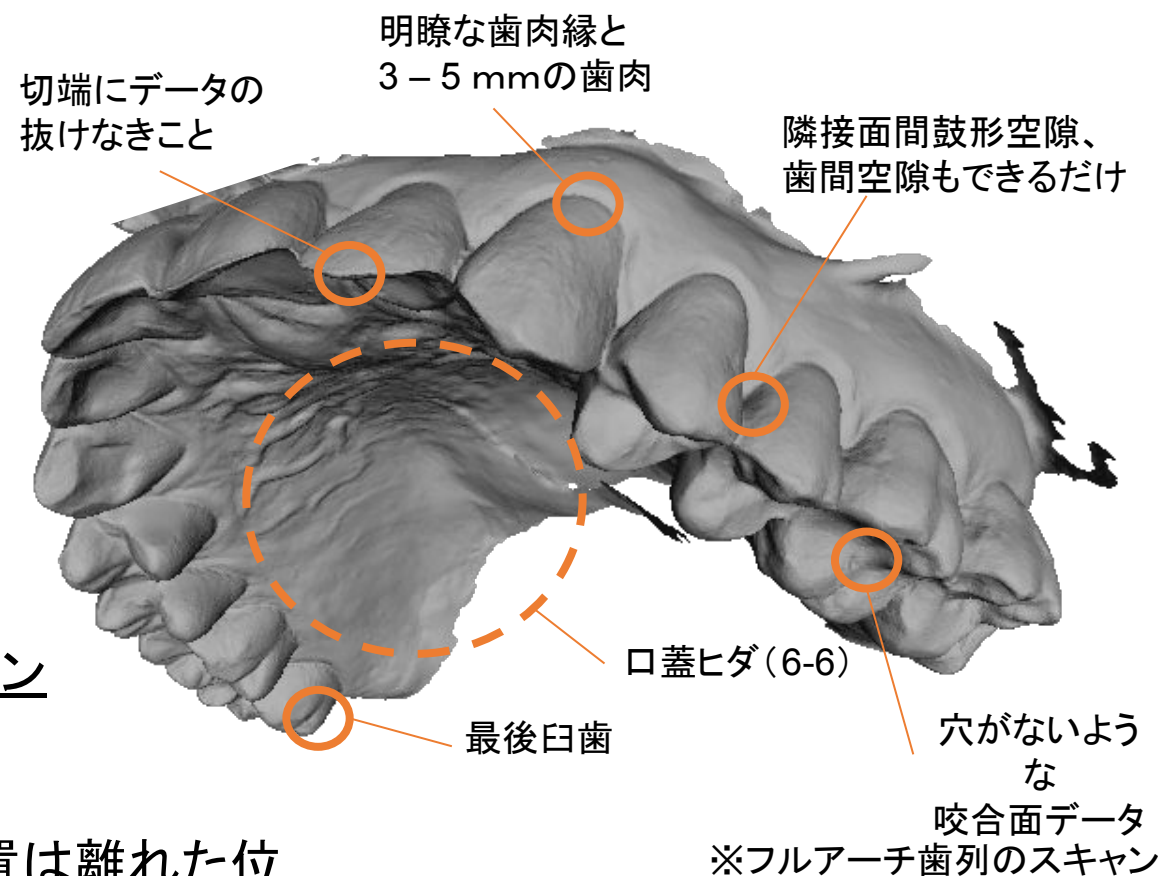 明瞭な歯肉縁と
3 – 5 mmの歯肉
切端にデータの
抜けなきこと
隣接面間鼓形空隙、
歯間空隙もできるだけ
口蓋ヒダ（6-6）
ン
最後臼歯
穴がないよう
な
咬合面データ
※フルアーチ歯列のスキャン
置は離れた位